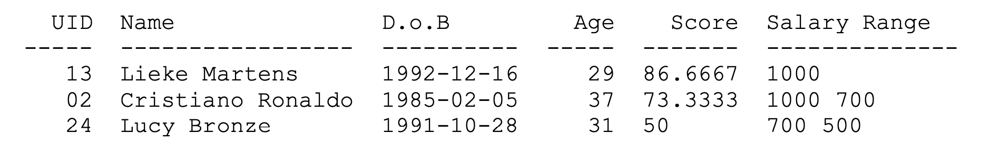 UID Name D.o.B Age Score Salary Range
----- ----------------- ---------- ----- ------- --------------
13 Lieke Martens 1992-12-16 29 86.6667 1000
02 Cristiano Ronaldo 1985-02-05 37 73.3333 1000 700
24 Lucy Bronze 1991-10-28 31 50 700 500